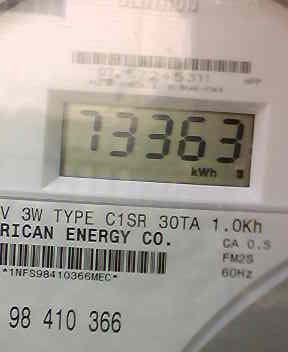 73363
kWh
V 3W TYPE C1SR 30TA 1.0Kh
RICAN ENERGY CO.
CA 0.5
FM2S
60Hz
*1NFS98410366MEC*
98 410 366